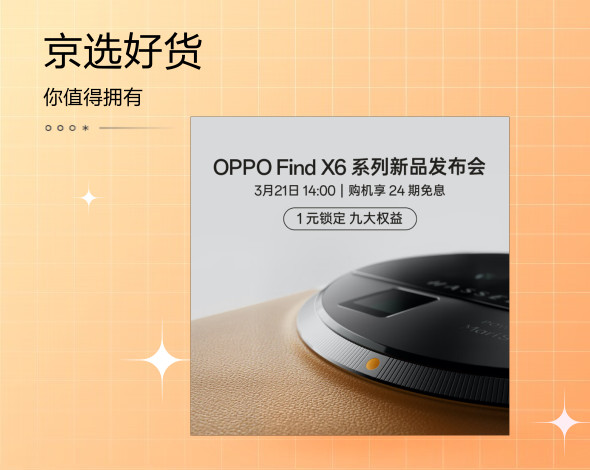 京选好货
你值得拥有
OPPO Find X6 系列新品发布会
3月21日 14:00 | 购机享 24 期免息
1 元锁定 九大权益